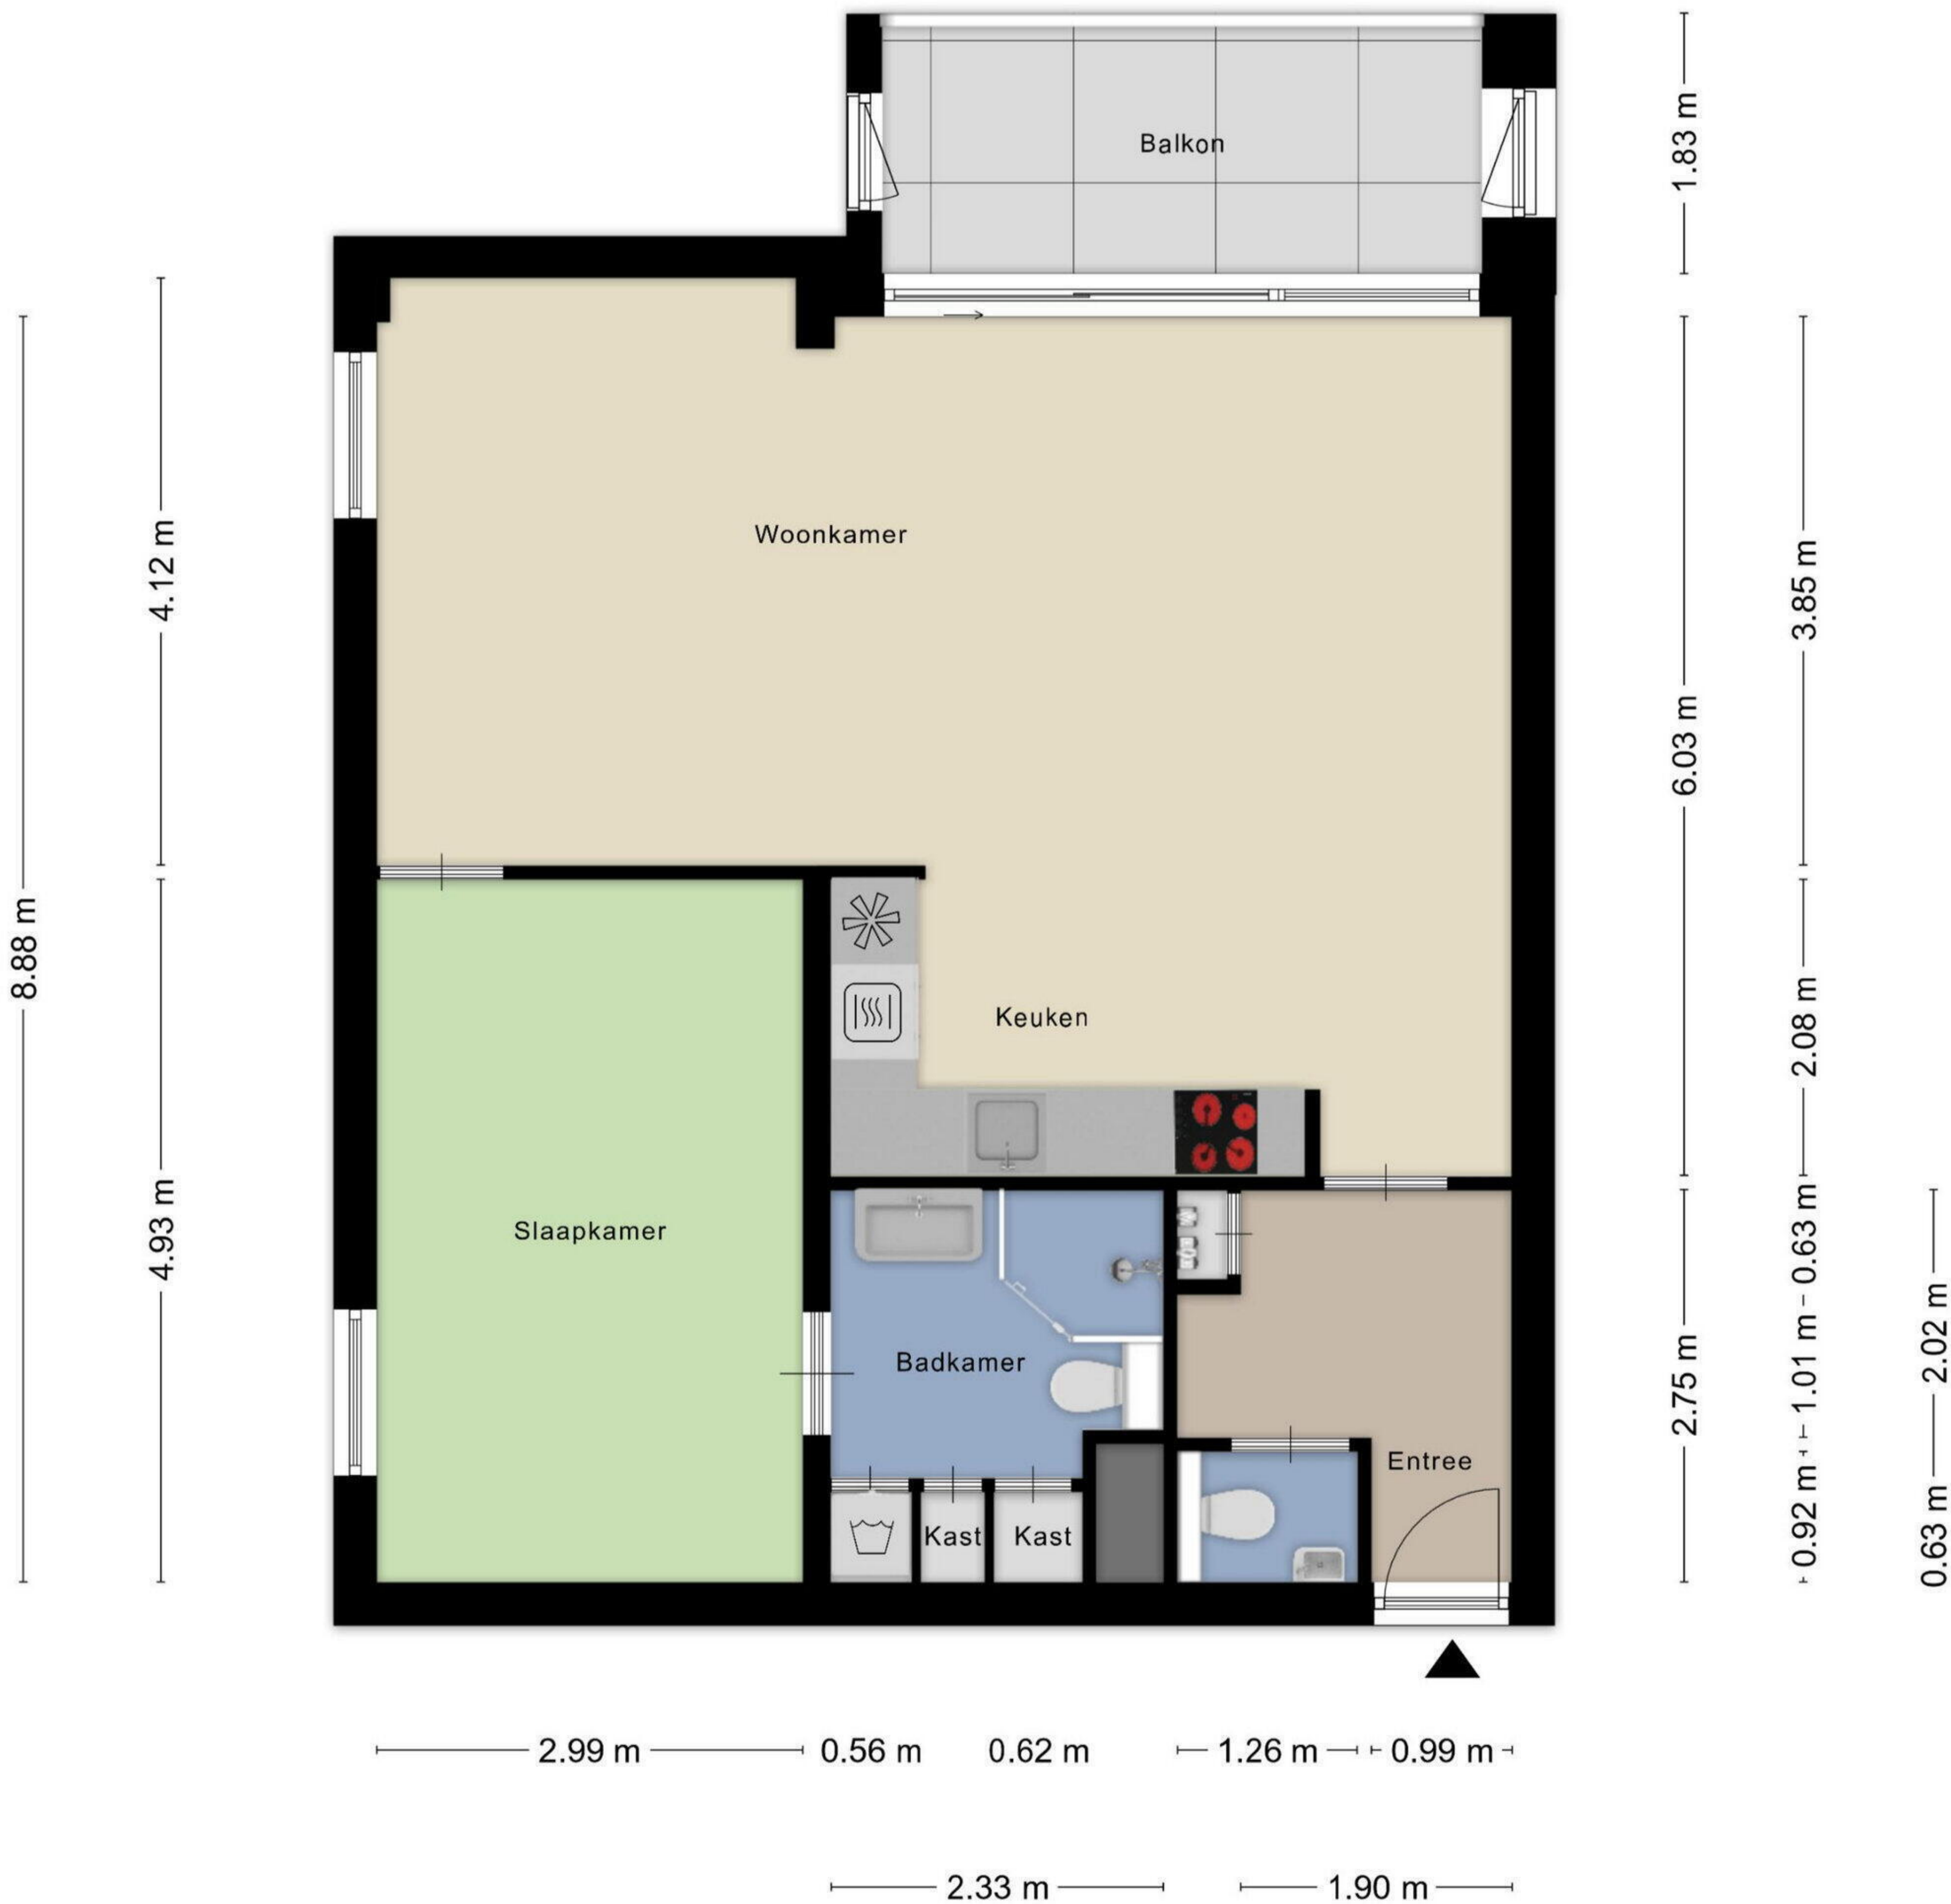 Balkon
1.83 m
Woonkamer
4.12 m
3.85 m
6.03 m
8.88 m
Keuken
2.08 m
Slaapkamer
4.93 m
0.63 m
Badkamer
1.01 m
2.75 m
2.02 m
Entree
0.92 m
0.63 m
Kast
Kast
2.99 m
0.56 m
0.62 m
1.26 m
0.99 m
2.33 m
1.90 m